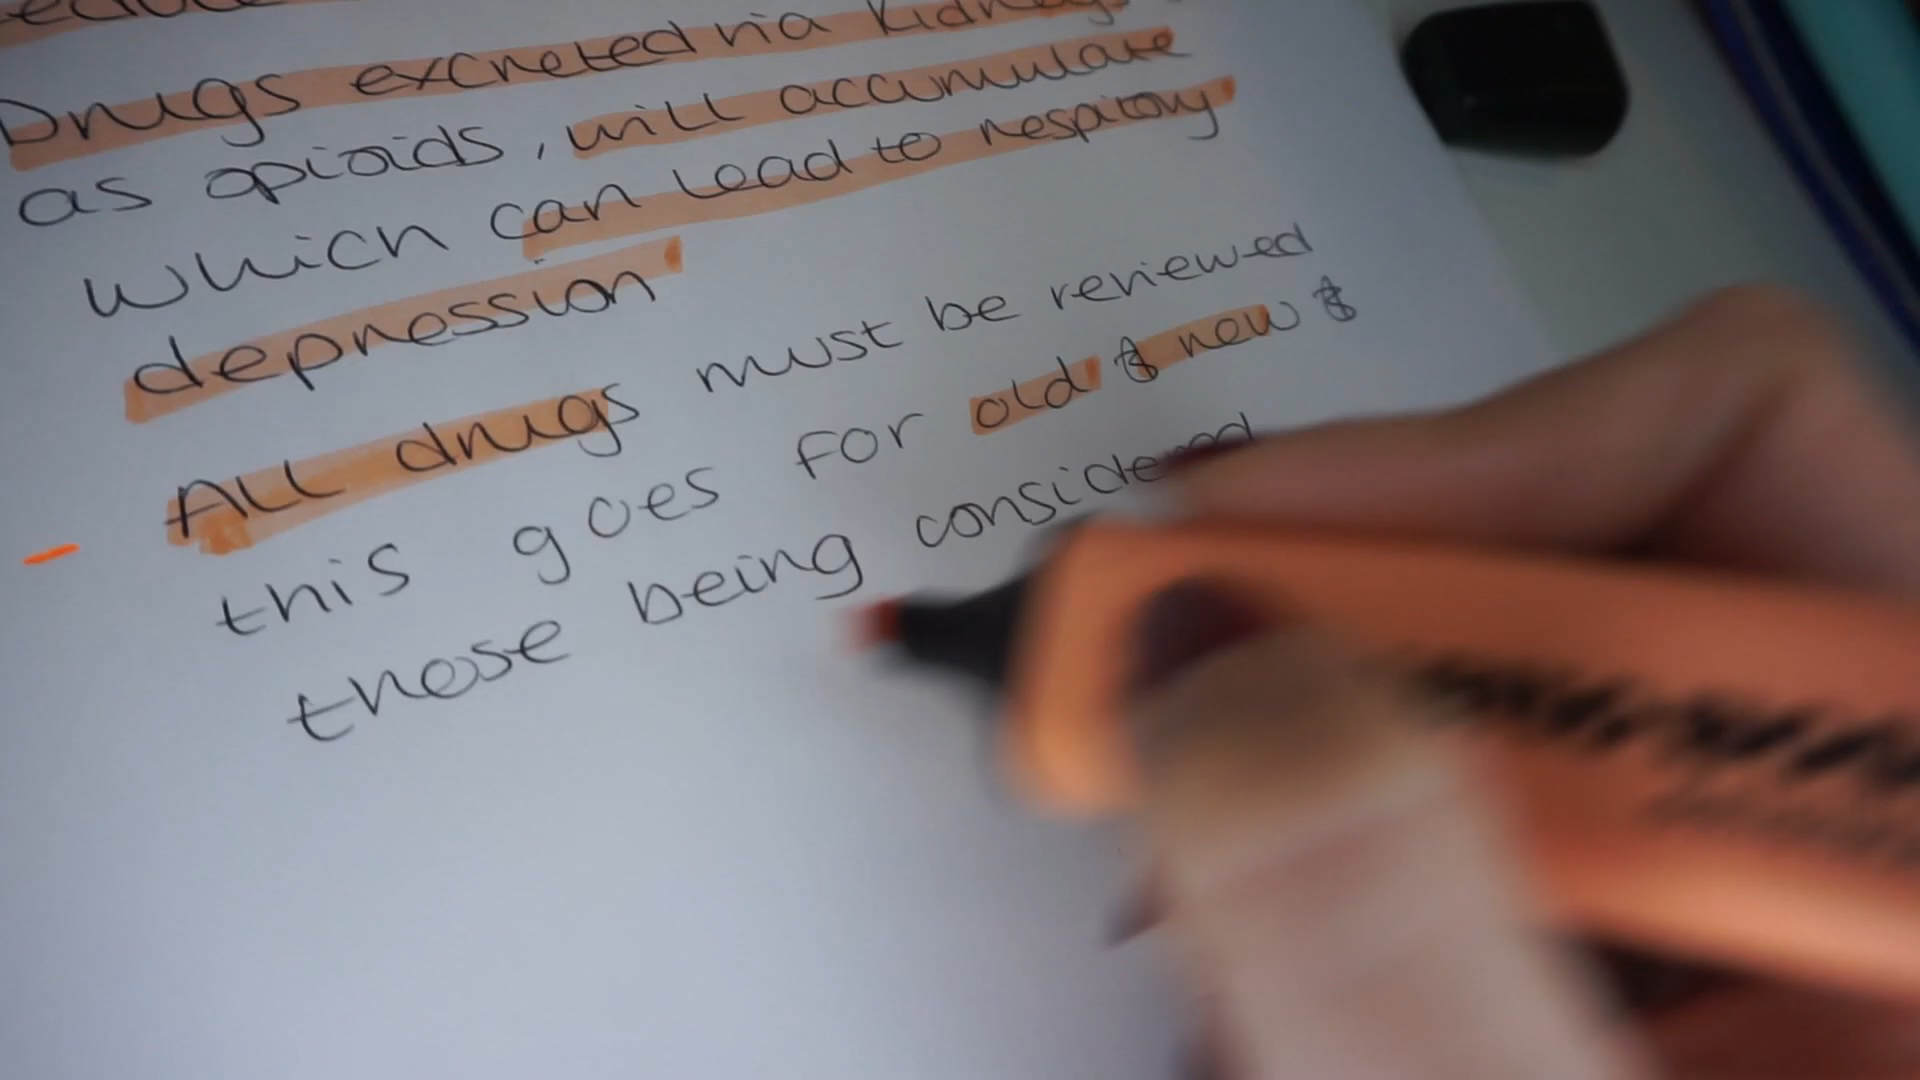 Drugs excreted via kidneys
as opioids, will accumulate
which can lead to respitory
depression
- ALL drugs must be reviewed
this goes for old & new &
those being considered